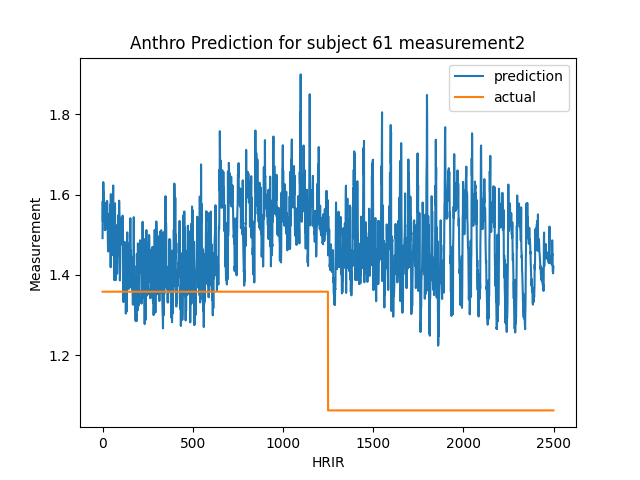 Anthro Prediction for subject 61 measurement2
prediction
actual
Measurement
1.8
1.6
1.4
1.2
0
500
1000
1500
2000
2500
HRIR